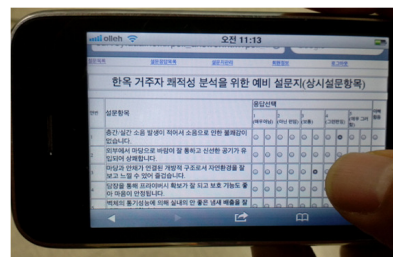 olleh 오전 11:13
한옥 거주자 쾌적성 분석을 위한 예비 설문지(상시설문항목)
설문항목
응답선택
1 2 3 4 5
(보통)
층간·실간 소음 발생이 적어서 소음으로 인한 불쾌감이
없습니다.
외부에서 마당으로 바람이 잘 통하고 신선한 공기가 유
입되어 상쾌합니다.
마당과 안채가 연결된 개방적 구조로서 자연환경을 잘
보고 느낄 수 있어 즐겁습니다.
담장을 통해 프라이버시 확보가 잘 되고 보호 기능도 좋
아 마음이 안정됩니다.
벽체의 통기성능에 의해 실내의 안 좋은 냄새 배출을 잘